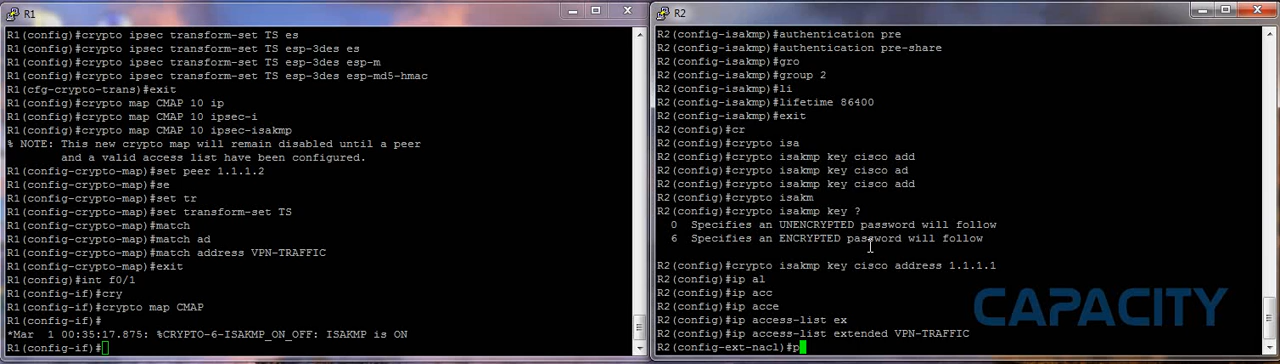 R1
R1(config)#crypto ipsec transform-set TS es
R1(config)#crypto ipsec transform-set TS esp-3des es
R1(config)#crypto ipsec transform-set TS esp-3des esp-m
R1(config)#crypto ipsec transform-set TS esp-3des esp-md5-hmac
R1(cfg-crypto-trans)#exit
R1(config)#crypto map CMAP 10 ip
R1(config)#crypto map CMAP 10 ipsec-i
R1(config)#crypto map CMAP 10 ipsec-isakmp
% NOTE: This new crypto map will remain disabled until a peer
and a valid access list have been configured.
R1(config-crypto-map)#set peer 1.1.1.2
R1(config-crypto-map)#se
R1(config-crypto-map)#set tr
R1(config-crypto-map)#set transform-set TS
R1(config-crypto-map)#match
R1(config-crypto-map)#match ad
R1(config-crypto-map)#match address VPN-TRAFFIC
R1(config-crypto-map)#exit
R1(config)#int f0/1
R1(config-if)#cry
R1(config-if)#crypto map CMAP
R1(config-if)#
*Mar  1 00:35:17.875: %CRYPTO-6-ISAKMP_ON_OFF: ISAKMP is ON
R1(config-if)#
R2
R2(config-isakmp)#authentication pre
R2(config-isakmp)#authentication pre-share
R2(config-isakmp)#gro
R2(config-isakmp)#group 2
R2(config-isakmp)#li
R2(config-isakmp)#lifetime 86400
R2(config-isakmp)#exit
R2(config)#cr
R2(config)#crypto isa
R2(config)#crypto isakmp key cisco add
R2(config)#crypto isakmp key cisco ad
R2(config)#crypto isakmp key cisco add
R2(config)#crypto isakm
R2(config)#crypto isakmp key ?
0  Specifies an UNENCRYPTED password will follow
6  Specifies an ENCRYPTED password will follow
R2(config)#crypto isakmp key cisco address 1.1.1.1
R2(config)#ip al
R2(config)#ip acc
R2(config)#ip acce
R2(config)#ip access-list ex
R2(config)#ip access-list extended VPN-TRAFFIC
R2(config-ext-nacl)#p
CAPACITY